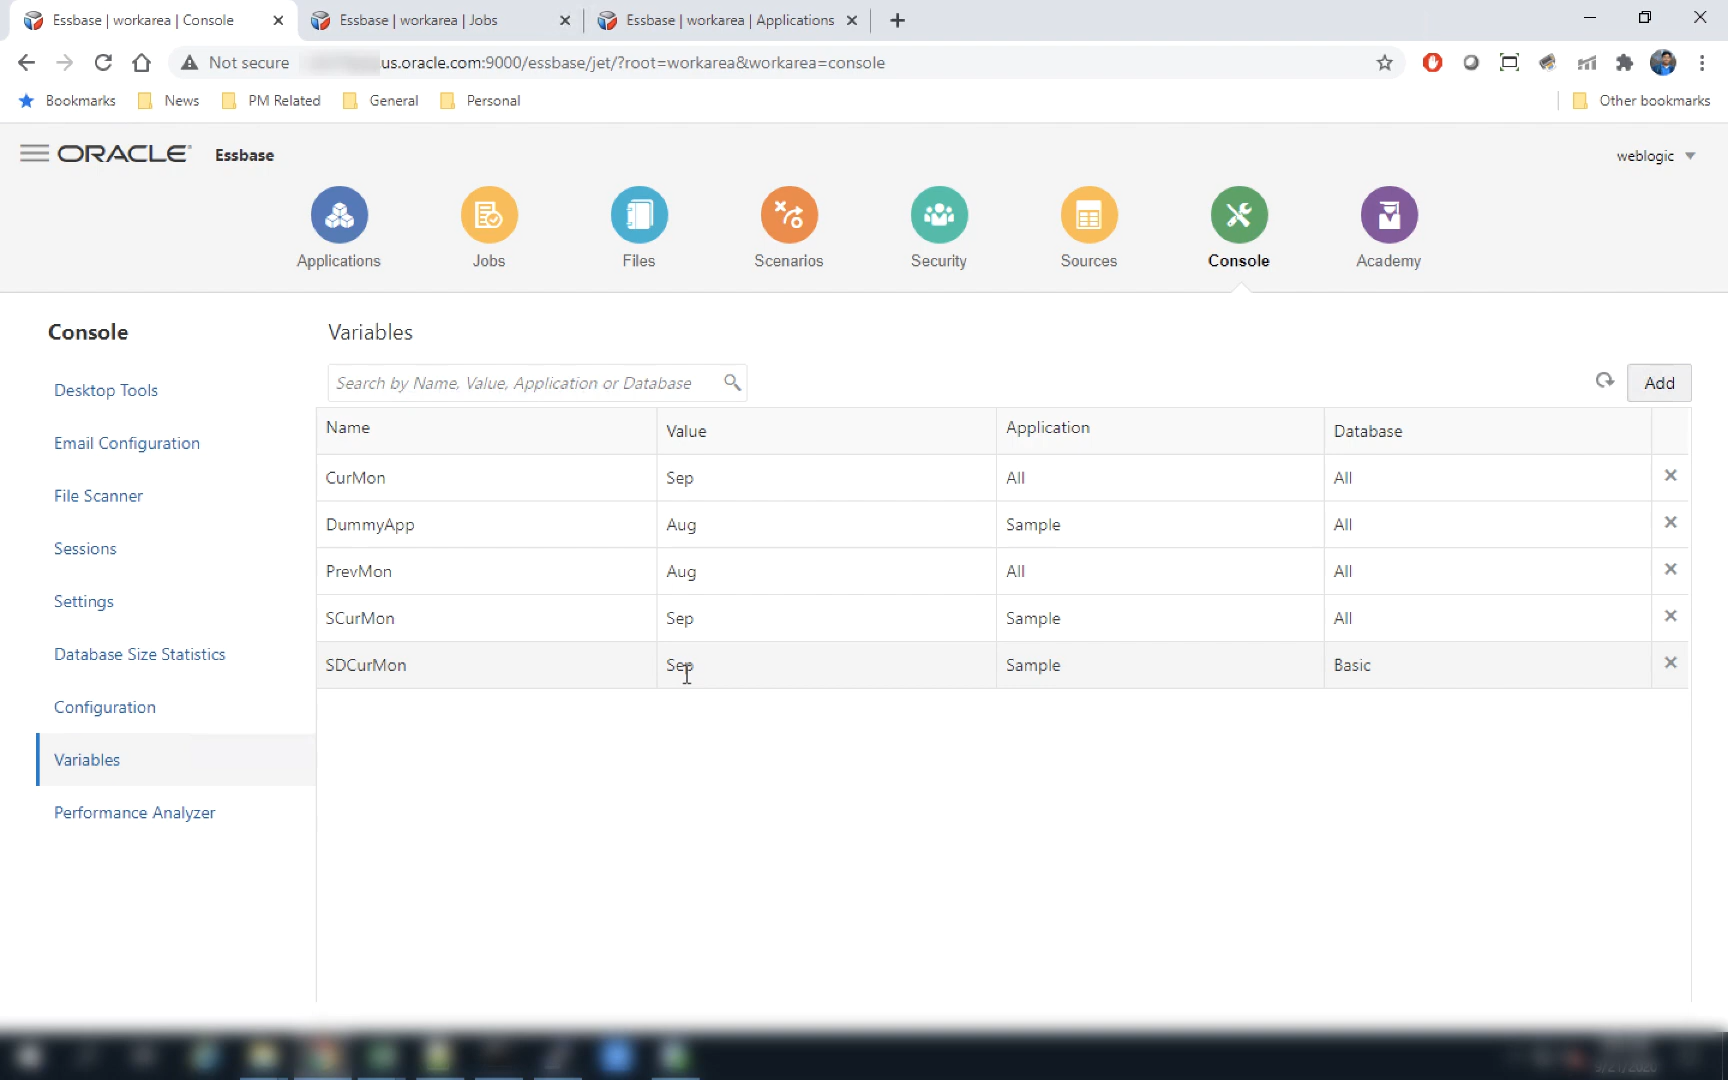 Essbase | workarea | Console
Essbase | workarea | Jobs
Essbase | workarea | Applications
Not secure
us.oracle.com:9000/essbase/jet/?root=workarea&workarea=console
Bookmarks
News
PM Related
General
Personal
Other bookmarks
ORACLE
Essbase
weblogic
Applications
Jobs
Files
Scenarios
Security
Sources
Console
Academy
Console
Desktop Tools
Email Configuration
File Scanner
Sessions
Settings
Database Size Statistics
Configuration
Variables
Performance Analyzer
Variables
Search by Name, Value, Application or Database
Add
Name Value Application Database
CurMon Sep All All
DummyApp Aug Sample All
PrevMon Aug All All
SCurMon Sep Sample All
SDCurMon Sep Sample Basic